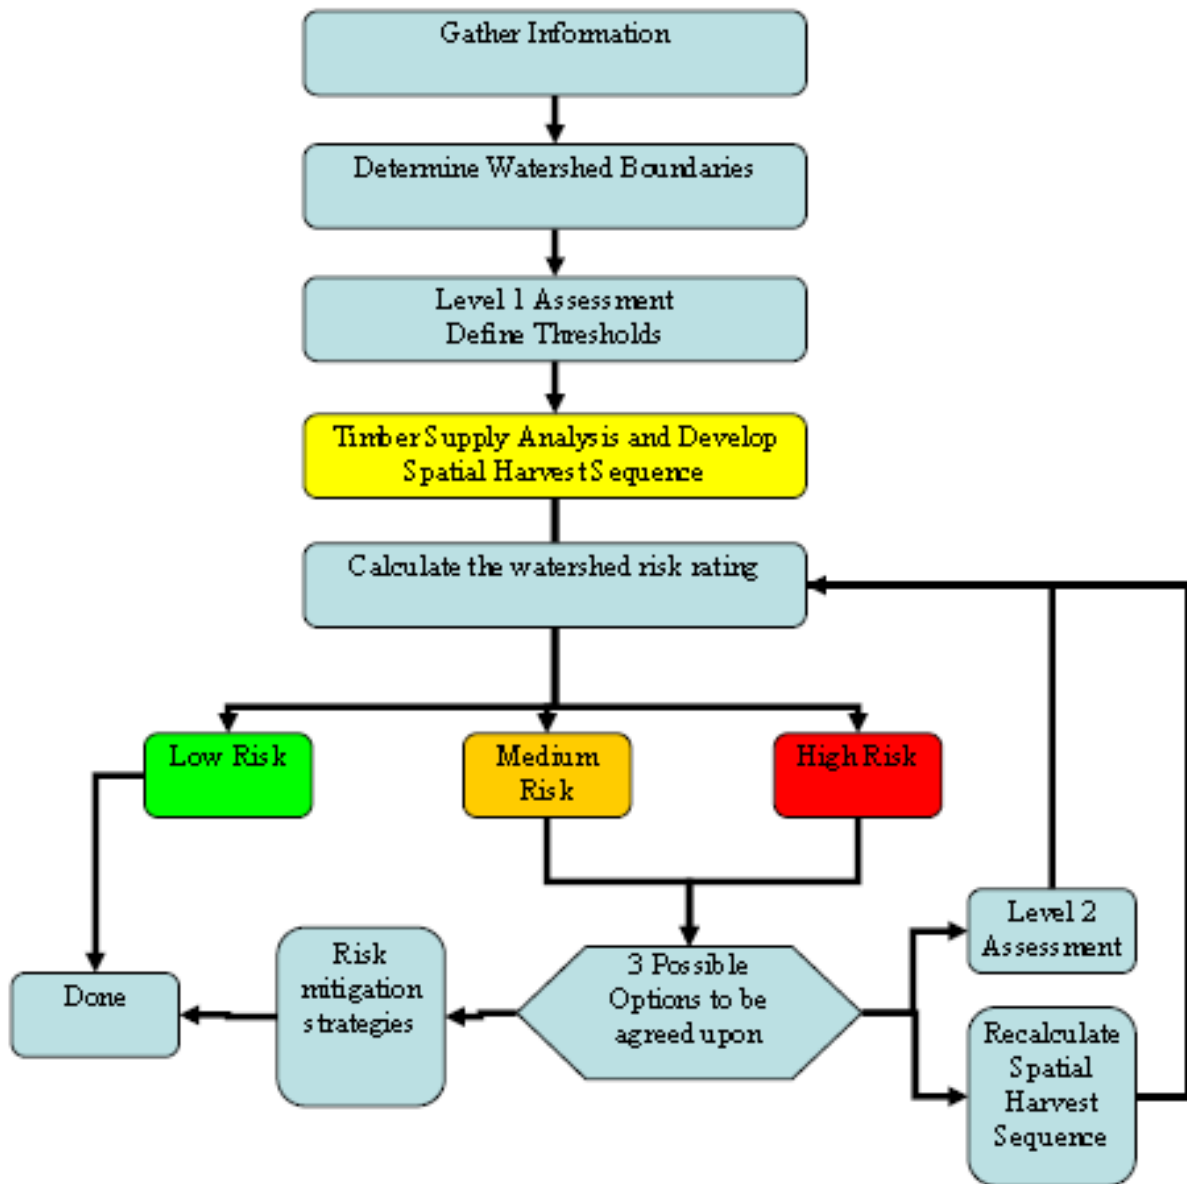 Gather Information
Determine Watershed Boundaries
Level 1 Assessment
Define Thresholds
Timber Supply Analysis and Develop
Spatial Harvest Sequence
Calculate the watershed risk rating
Low Risk
Medium
Risk
High Risk
Level 2
Assessment
3 Possible
Options to be
agreed upon
Risk
mitigation
strategies
Done
Recalculate
Spatial
Harvest
Sequence